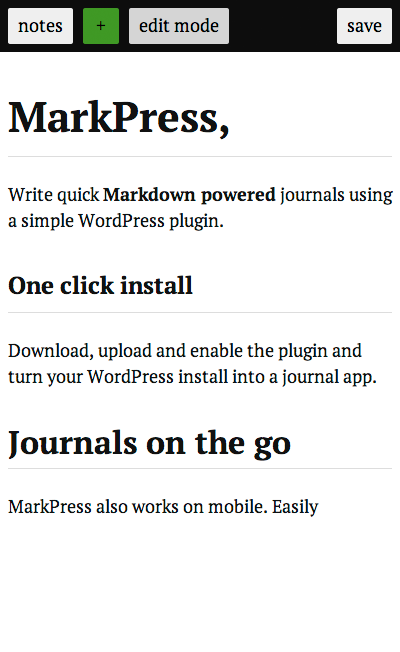 notes + edit mode save
MarkPress,
Write quick Markdown powered journals using
a simple WordPress plugin.
One click install
Download, upload and enable the plugin and
turn your WordPress install into a journal app.
Journals on the go
MarkPress also works on mobile. Easily